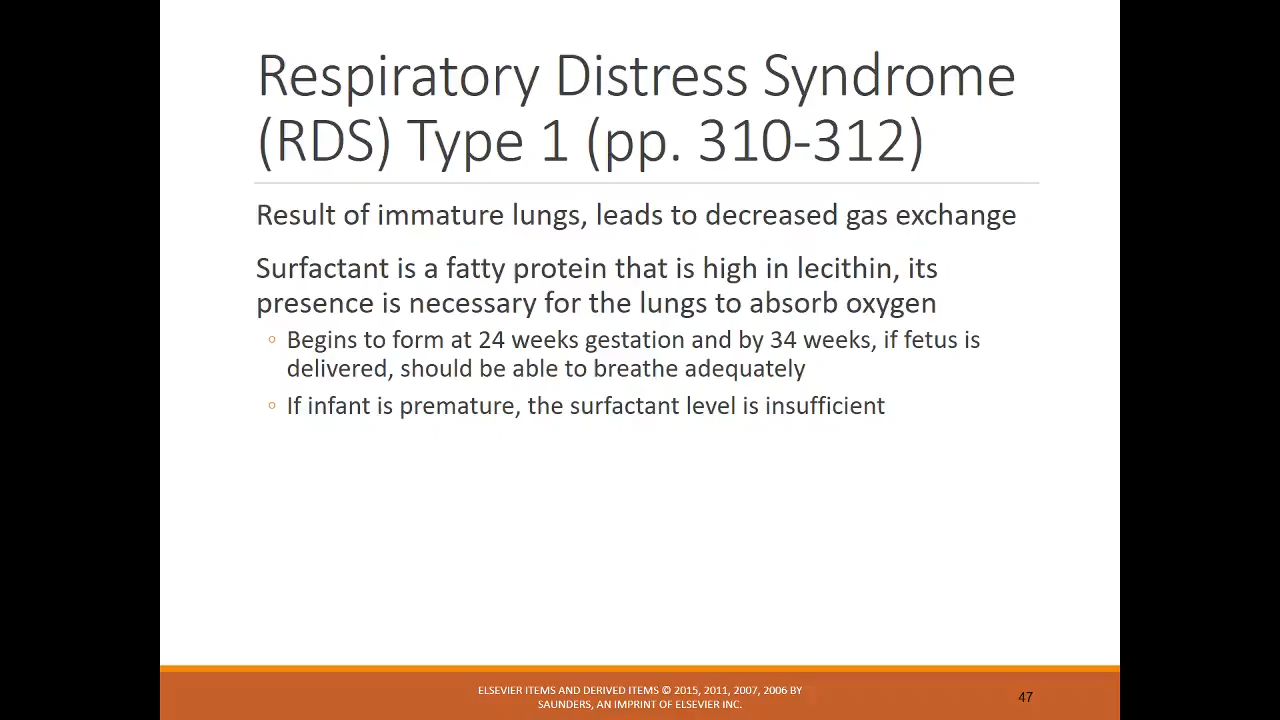 Respiratory Distress Syndrome
(RDS) Type 1 (pp. 310-312)
Result of immature lungs, leads to decreased gas exchange
Surfactant is a fatty protein that is high in lecithin, its
presence is necessary for the lungs to absorb oxygen
◦ Begins to form at 24 weeks gestation and by 34 weeks, if fetus is
delivered, should be able to breathe adequately
◦ If infant is premature, the surfactant level is insufficient
ELSEVIER ITEMS AND DERIVED ITEMS © 2015, 2011, 2007, 2006 BY
SAUNDERS, AN IMPRINT OF ELSEVIER INC.
47